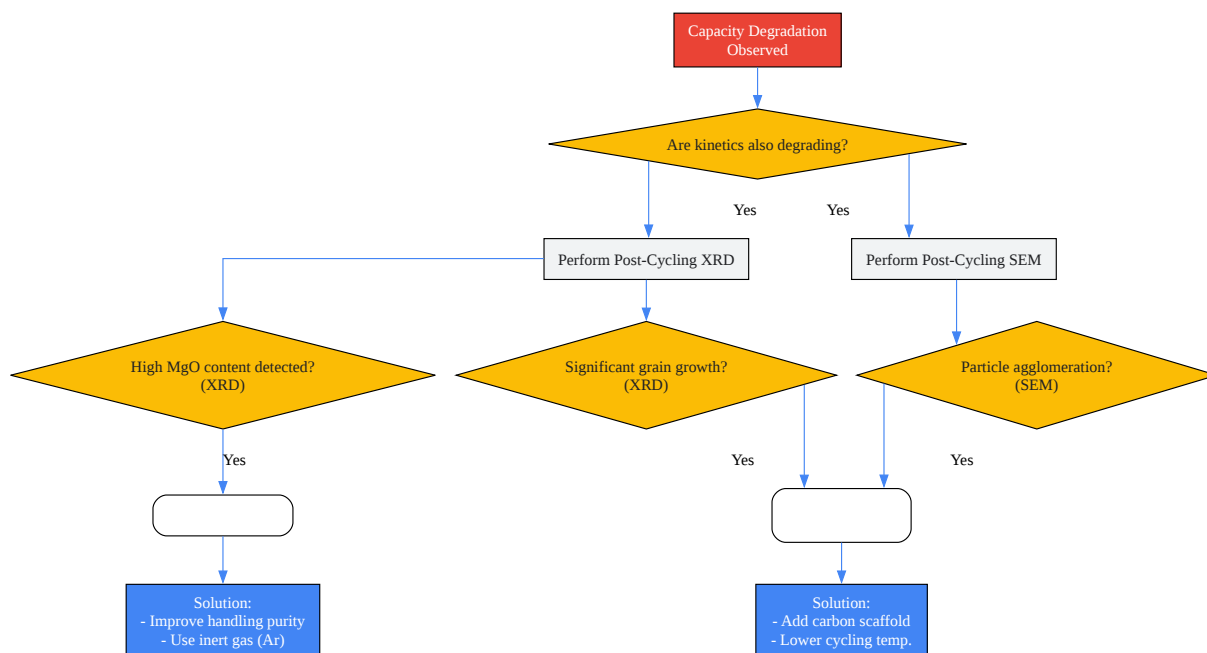 Capacity Degradation
Observed
Are kinetics also degrading?
Yes
Yes
Perform Post-Cycling XRD
Perform Post-Cycling SEM
High MgO content detected?
(XRD)
Significant grain growth?
(XRD)
Particle agglomeration?
(SEM)
Yes
Yes
Yes
Solution:
- Improve handling purity
- Use inert gas (Ar)
Solution:
- Add carbon scaffold
- Lower cycling temp.